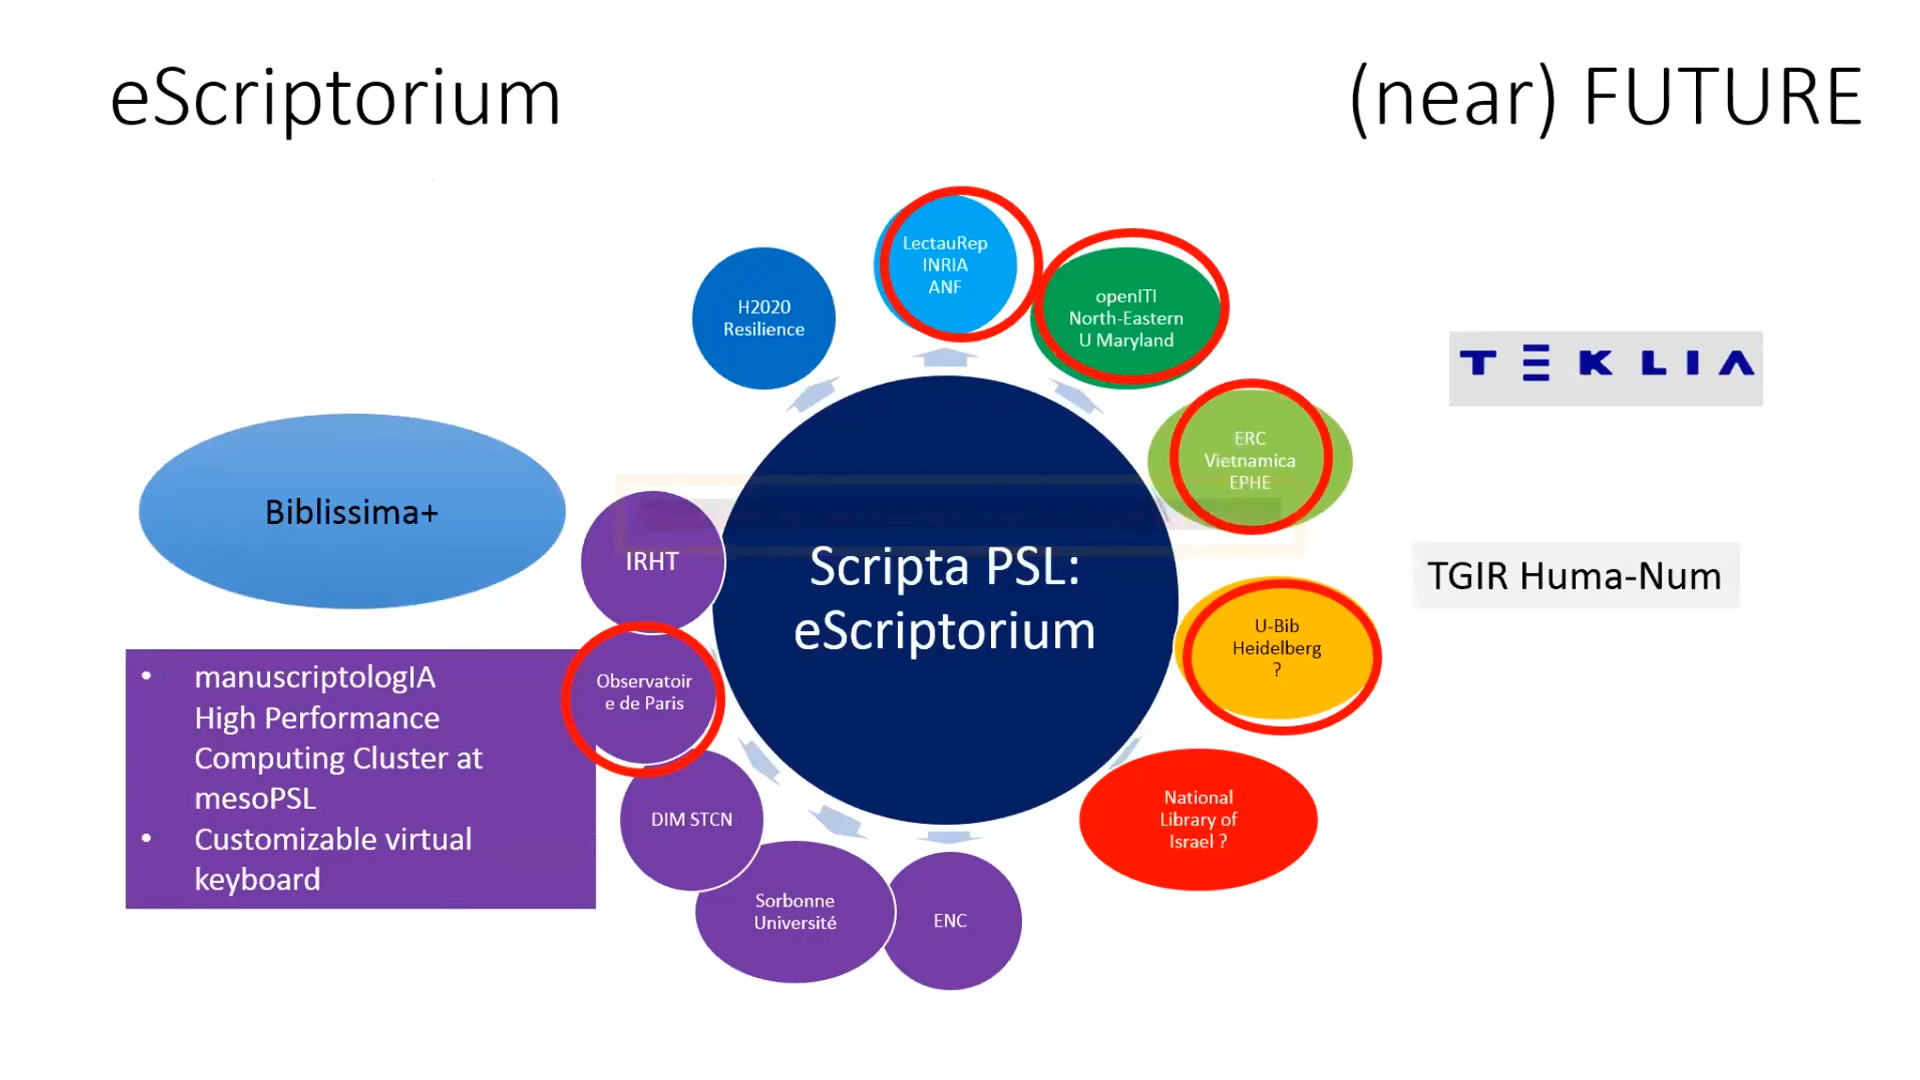 eScriptorium
(near) FUTURE
LectauRep
INRIA
ANF
H2020
Resilience
openITI
North-Eastern
U Maryland
TEKLIA
ERC
Vietnamica
EPHE
Biblissima+
IRHT
Scripta PSL:
eScriptorium
TGIR Huma-Num
U-Bib
Heidelberg
?
Observatoir
e de Paris
• manuscriptologIA
High Performance
Computing Cluster at
mesoPSL
• Customizable virtual
keyboard
National
Library of
Israel ?
DIM STCN
Sorbonne
Université
ENC